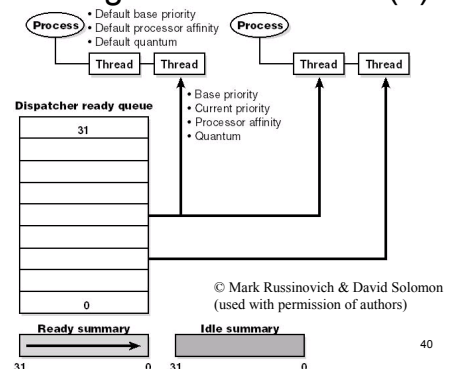 Process
• Default base priority
• Default processor affinity
• Default quantum
Process
Thread
Thread
Thread
Thread
• Base priority
• Current priority
• Processor affinity
• Quantum
Dispatcher ready queue
31
0
© Mark Russinovich & David Solomon
(used with permission of authors)
Ready summary
Idle summary
31
0
31
0
40